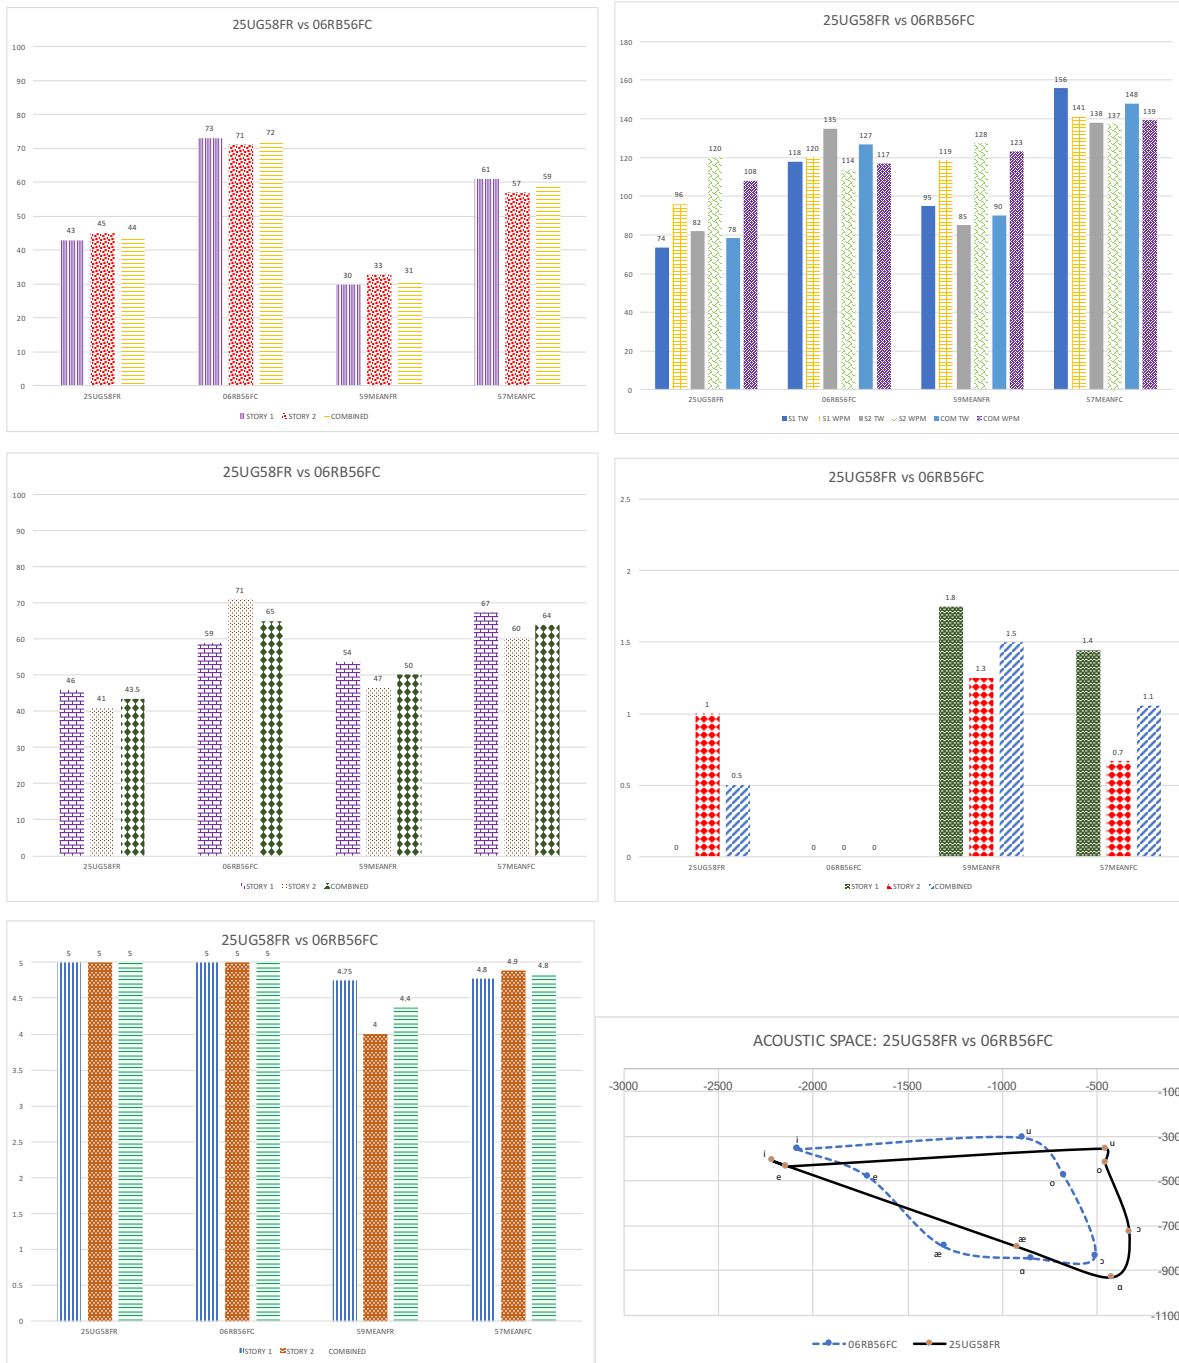 25UG58FR vs 06RB56FC
100
90
80
70
60
50
40
30
20
10
0
43 45 44
73 71 72
30 33 31
61 57 59
25UG58FR 06RB56FC 59MEANFR 57MEANFC
STORY 1 STORY 2 COMBINED
25UG58FR vs 06RB56FC
180
160
140
120
100
80
60
40
20
0
74 96 82 120 78 108
118 120 135 114 127 117
95 119 85 128 90 123
156 141 138 137 148 139
25UG58FR 06RB56FC 59MEANFR 57MEANFC
S1 TW S1 WPM S2 TW S2 WPM COM TW COM WPM
25UG58FR vs 06RB56FC
100
90
80
70
60
50
40
30
20
10
0
46 41 43.5
59 71 65
54 47 50
67 60 64
25UG58FR 06RB56FC 59MEANFR 57MEANFC
STORY 1 STORY 2 COMBINED
25UG58FR vs 06RB56FC
2.5
2
1.5
1
0.5
0
0 1 0.5
0 0 0
1.8 1.3 1.5
1.4 0.7 1.1
25UG58FR 06RB56FC 59MEANFR 57MEANFC
STORY 1 STORY 2 COMBINED
25UG58FR vs 06RB56FC
5
4.5
4
3.5
3
2.5
2
1.5
1
0.5
0
5 5 5
5 5 5
4.75 4 4.4
4.8 4.9 4.8
25UG58FR 06RB56FC 59MEANFR 57MEANFC
STORY 1 STORY 2 COMBINED
ACOUSTIC SPACE: 25UG58FR vs 06RB56FC
-3000 -2500 -2000 -1500 -1000 -500
-100
-300
-500
-700
-900
-1100
i u u
i e e o o
ɔ
æ æ
ɑ ɔ
ɑ
06RB56FC 25UG58FR